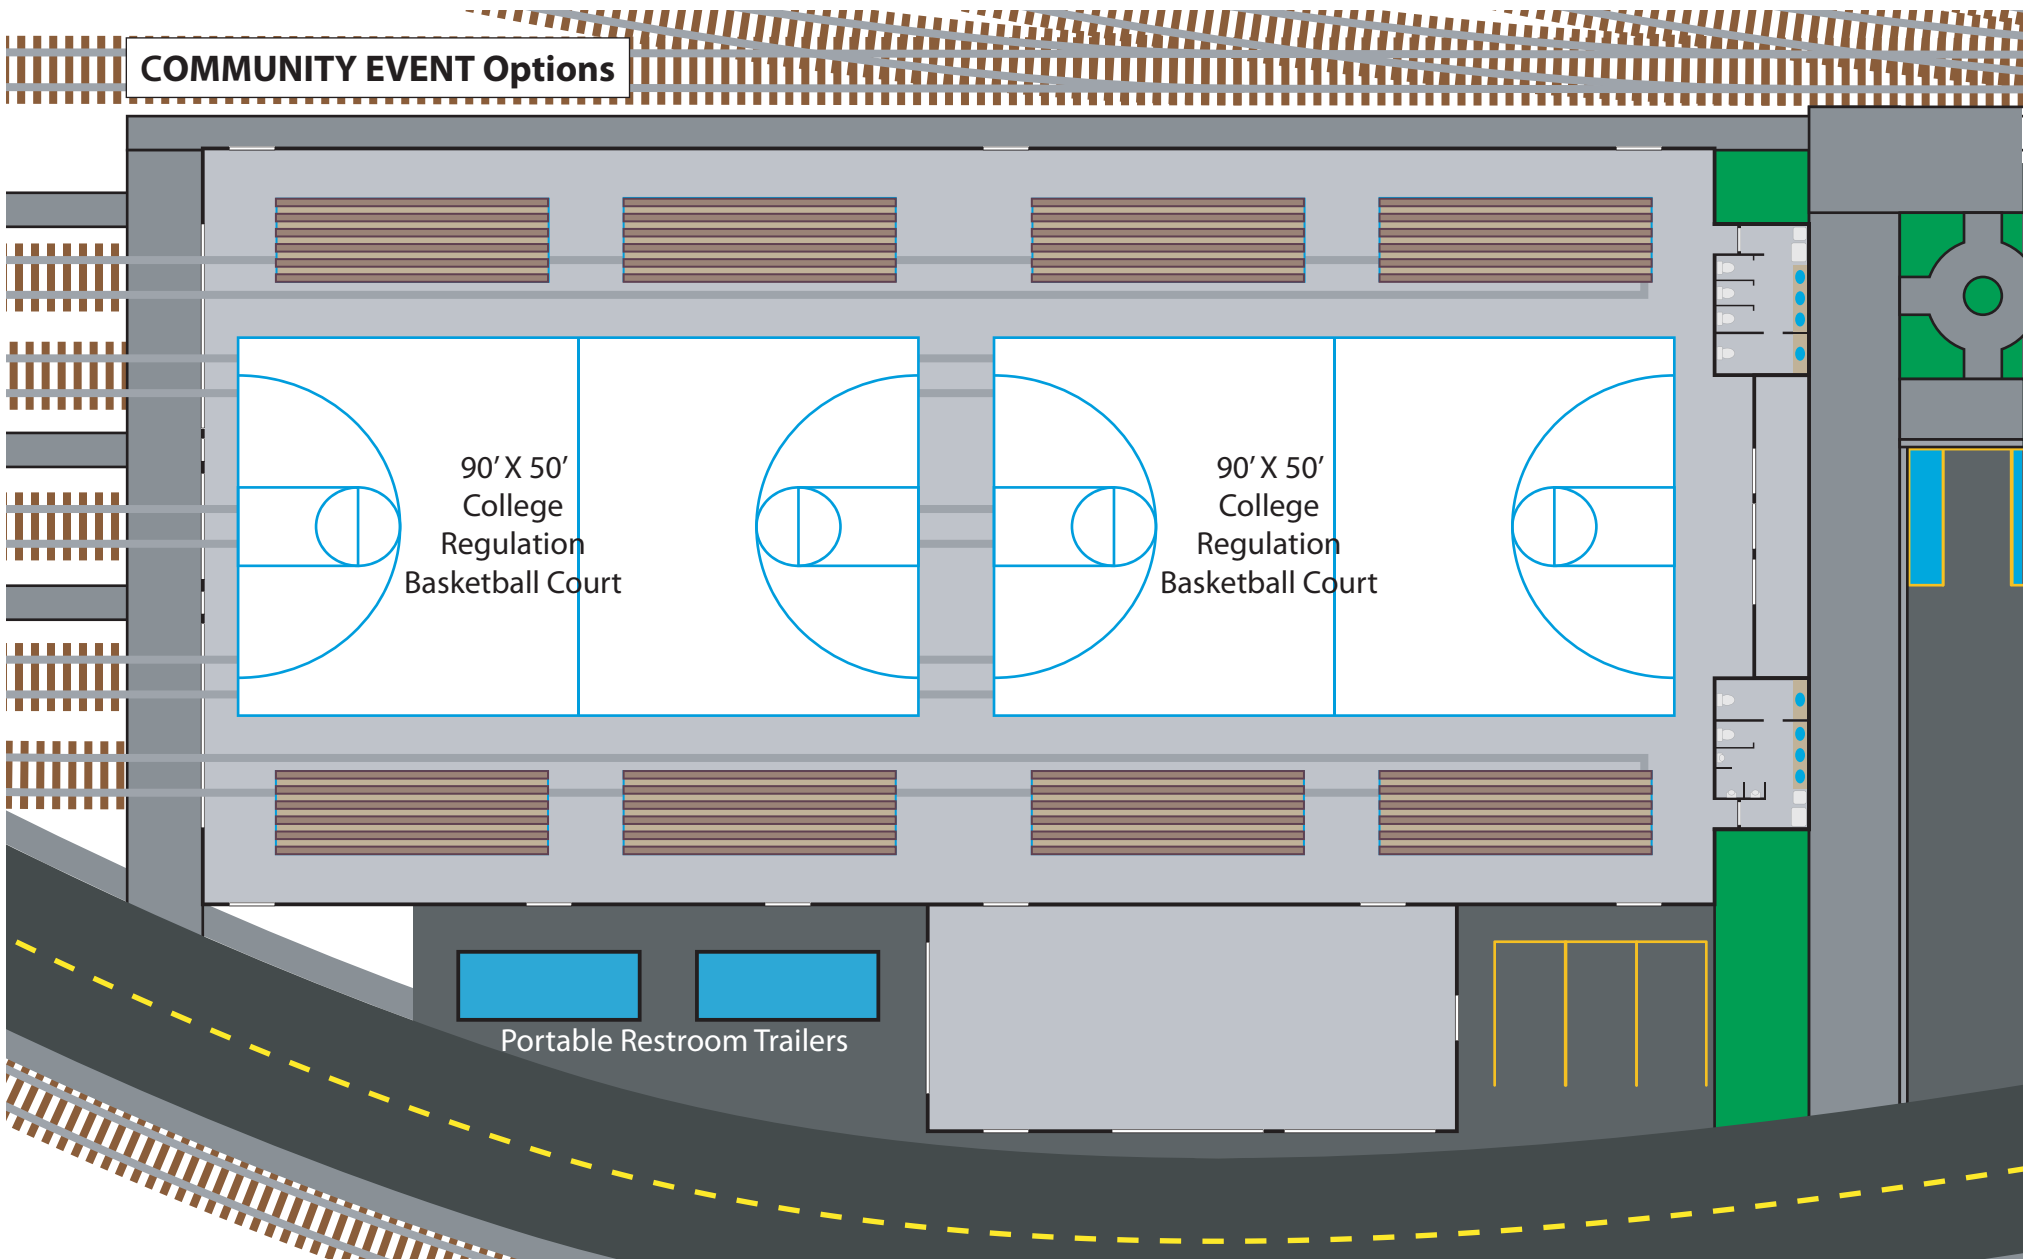 COMMUNITY EVENT Options
90’ X 50’
College
Regulation
Basketball Court
90’ X 50’
College
Regulation
Basketball Court
Portable Restroom Trailers